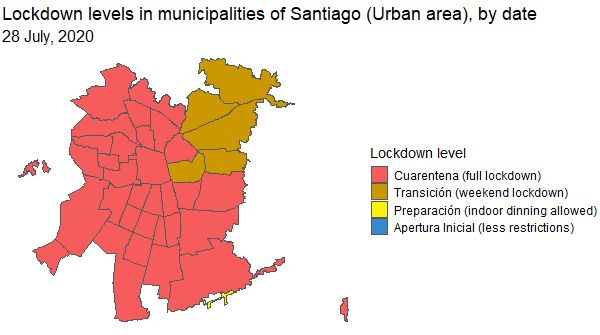 Lockdown levels in municipalities of Santiago (Urban area), by date
28 July, 2020
Lockdown level
Cuarentena (full lockdown)
Transición (weekend lockdown)
Preparación (indoor dinning allowed)
Apertura Inicial (less restrictions)